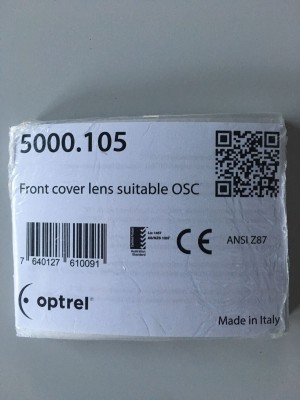 5000.105
Front cover lens suitable OSC
7 640127 610091
CE
ANSI Z87
optrel
Made in Italy